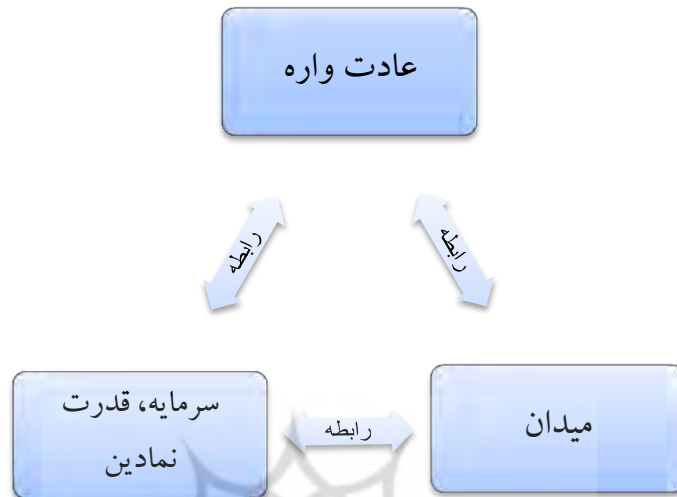 عادت واره
رابطه
رابطه
میدان
رابطه
سرمایه، قدرت
نمادین